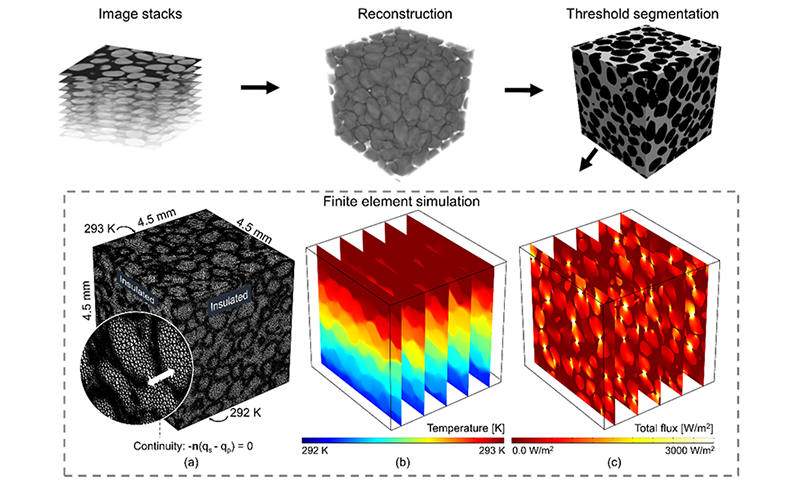 Image stacks
Reconstruction
Threshold segmentation
Finite element simulation
293 K
4.5 mm
4.5 mm
4.5 mm
Insulated
Insulated
292 K
Continuity: -n(qs - qp) = 0
(a)
Temperature [K]
292 K
293 K
(b)
Total flux [W/m²]
0.0 W/m²
3000 W/m²
(c)